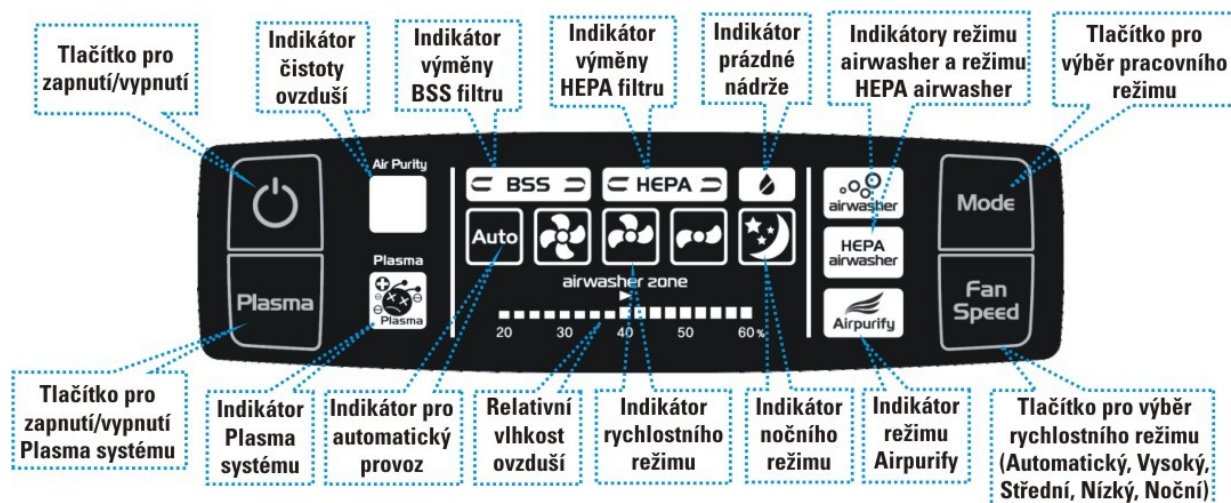 Tlačítko pro
zapnutí/vypnutí
Indikátor
čistoty
ovzduší
Indikátor
výměny
BSS filtru
Indikátor
výměny
HEPA filtru
Indikátor
prázdné
nádrže
Indikátory režimu
airwasher a režimu
HEPA airwasher
Tlačítko pro
výběr pracovního
režimu
Air Purity
BSS
HEPA
airwasher
Mode
Auto
HEPA
airwasher
Plasma
Plasma
Plasma
airwasher zone
20 30 40 50 60 %
Airpurify
Fan
Speed
Tlačítko pro
zapnutí/vypnutí
Plasma systému
Indikátor
Plasma
systému
Indikátor pro
automatický
provoz
Relativní
vlhkost
ovzduší
Indikátor
rychlostního
režimu
Indikátor
nočního
režimu
Indikátor
režimu
Airpurify
Tlačítko pro výběr
rychlostního režimu
(Automatický, Vysoký,
Střední, Nízký, Noční)